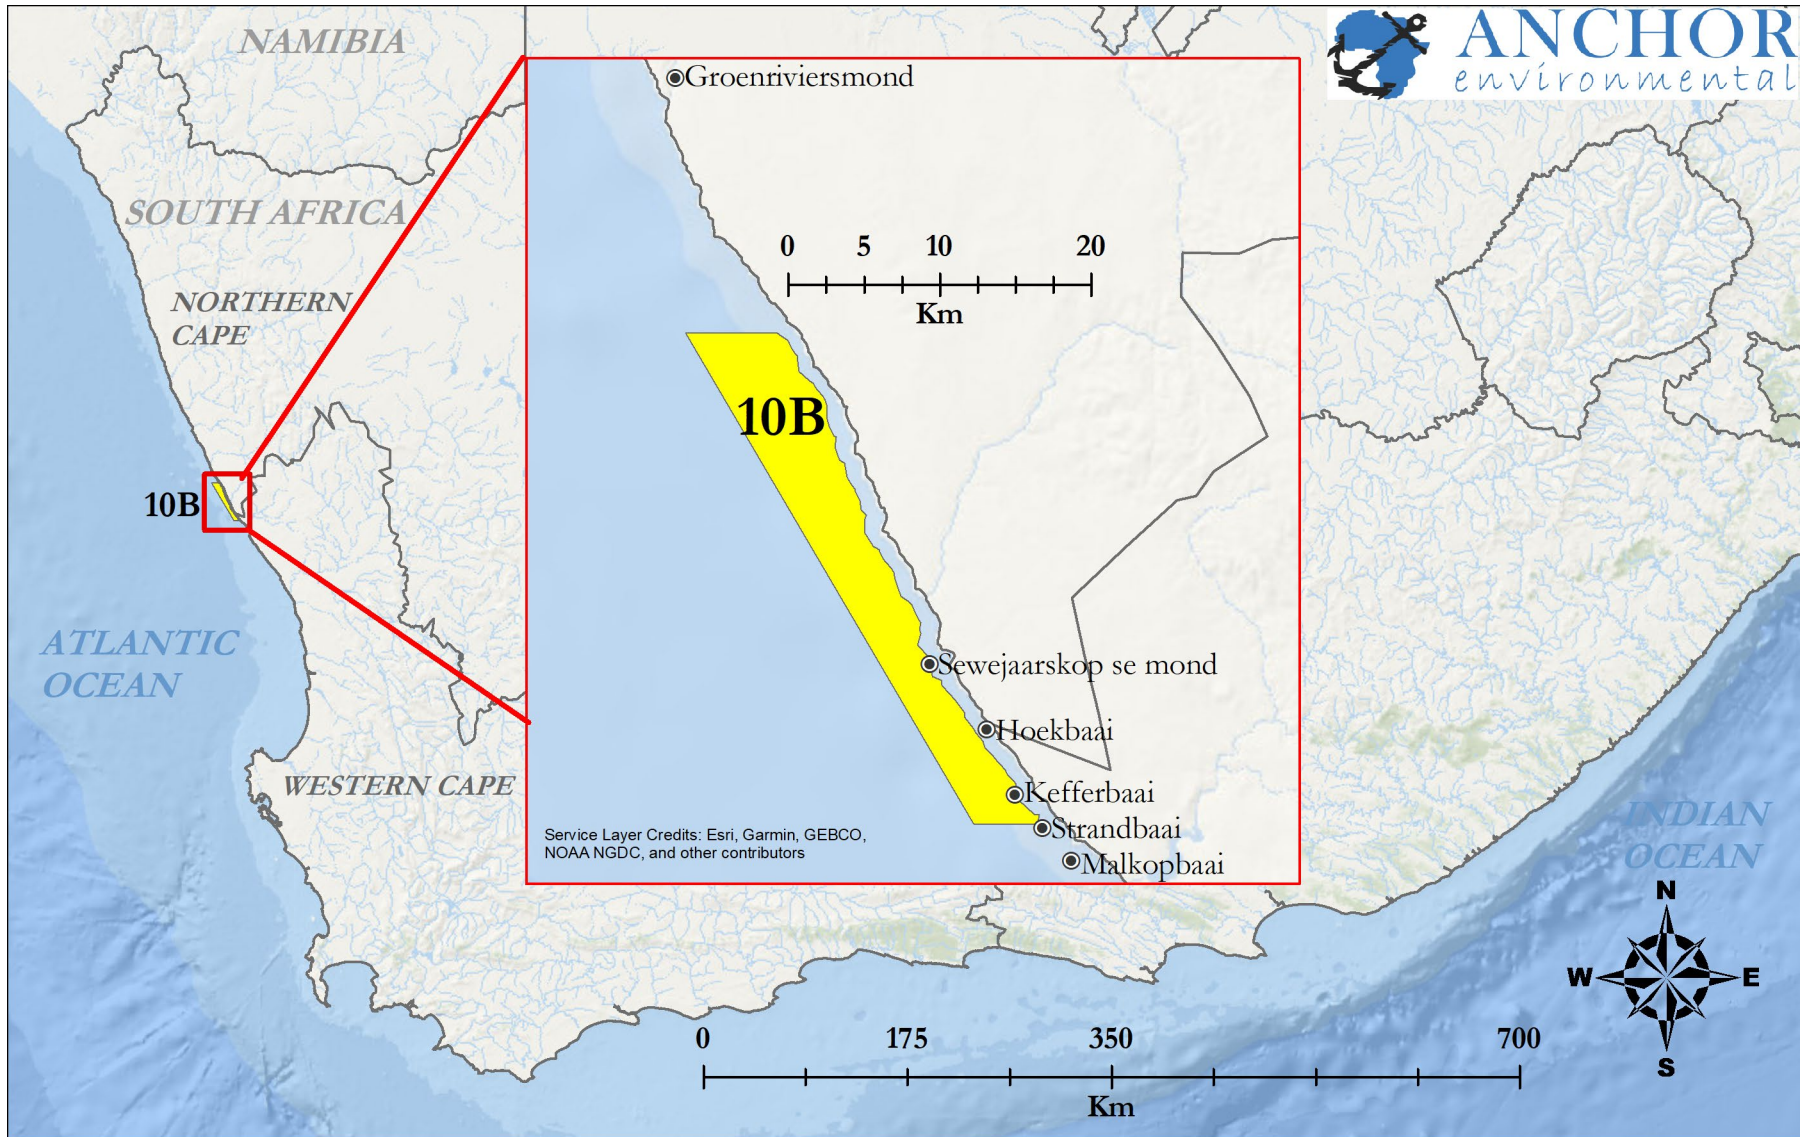 NAMIBIA
ANCHOR
environmental
Groenriviersmond
SOUTH AFRICA
0 5 10 20
Km
NORTHERN
CAPE
10B
10B
ATLANTIC
OCEAN
Sewejaarskop se mond
Hoekbaai
WESTERN CAPE
Kefferbaai
Strandbaai
Malkopbaai
Service Layer Credits: Esri, Garmin, GEBCO,
NOAA NGDC, and other contributors
INDIAN
OCEAN
N
W E
S
0 175 350 700
Km